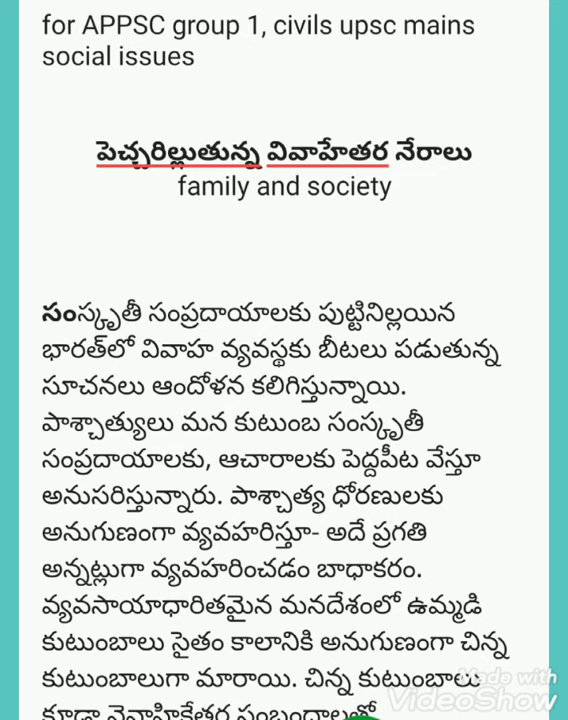 for APPSC group 1, civils upsc mains
social issues
పెచ్చరిల్లుతున్న వివాహేతర నేరాలు
family and society
సంస్కృతీ సంప్రదాయాలకు పుట్టినిల్లయిన
భారత్‌లో వివాహ వ్యవస్థకు బీటలు పడుతున్న
సూచనలు ఆందోళన కలిగిస్తున్నాయి.
పాశ్చాత్యులు మన కుటుంబ సంస్కృతీ
సంప్రదాయాలకు, ఆచారాలకు పెద్దపీట వేస్తూ
అనుసరిస్తున్నారు. పాశ్చాత్య ధోరణులకు
అనుగుణంగా వ్యవహరిస్తూ- అదే ప్రగతి
అన్నట్లుగా వ్యవహరించడం బాధాకరం.
వ్యవసాయాధారితమైన మనదేశంలో ఉమ్మడి
కుటుంబాలు సైతం కాలానికి అనుగుణంగా చిన్న
కుటుంబాలుగా మారాయి. చిన్న కుటుంబాలు
కూడా వైవాహికేతర సంబంధాలతో
Made with
VideoShow